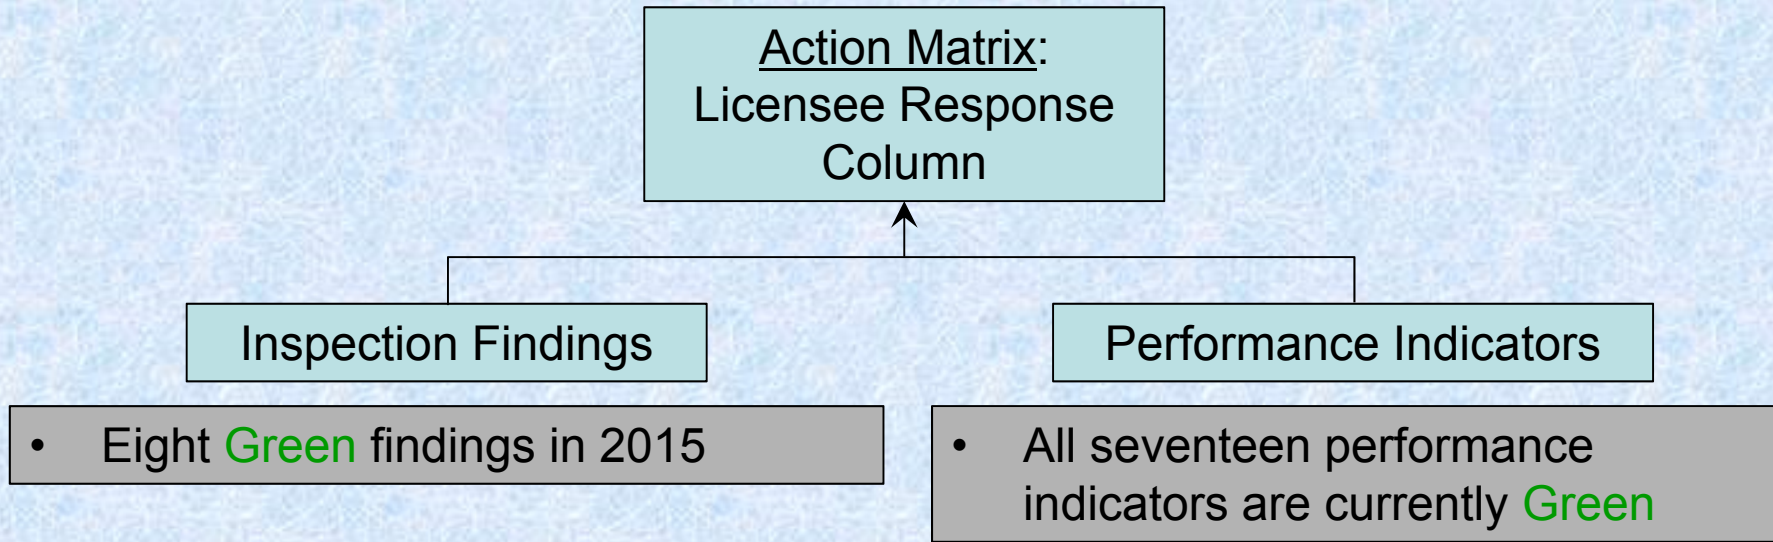 Action Matrix:
Licensee Response
Column
Inspection Findings
Performance Indicators
• Eight Green findings in 2015
• All seventeen performance
indicators are currently Green